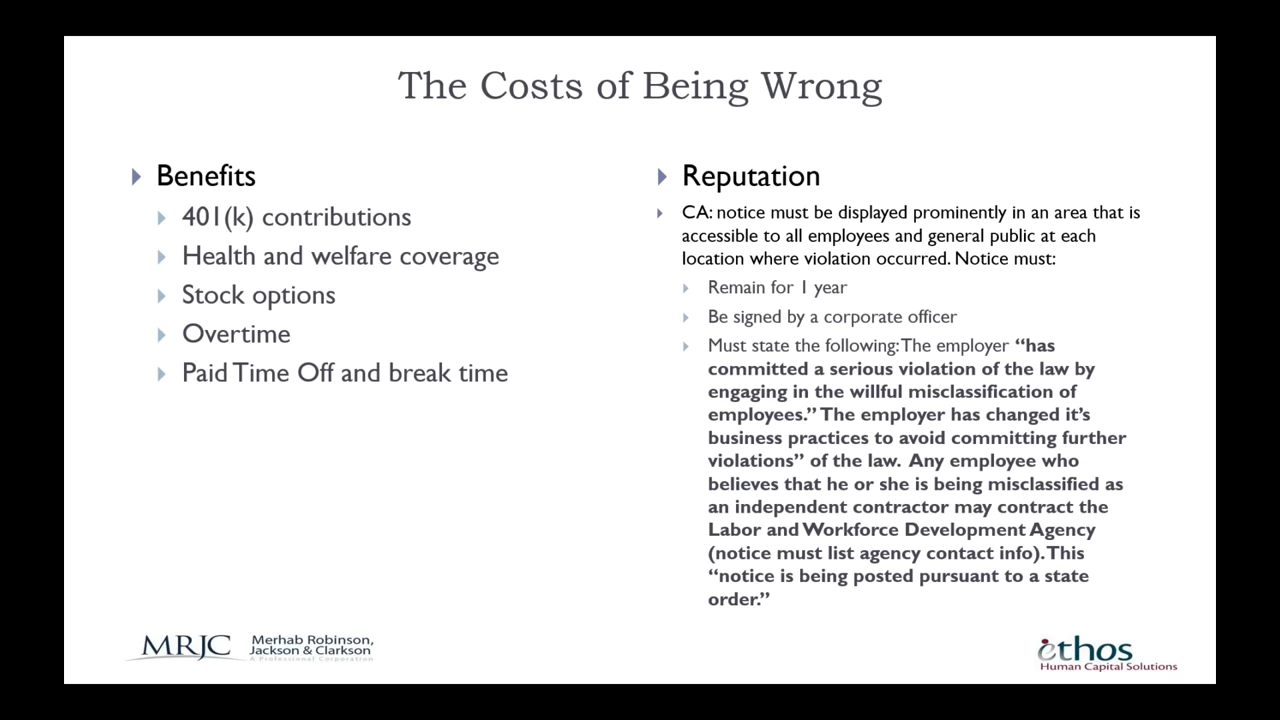 The Costs of Being Wrong
Benefits
401(k) contributions
Health and welfare coverage
Stock options
Overtime
Paid Time Off and break time
Reputation
CA: notice must be displayed prominently in an area that is
accessible to all employees and general public at each
location where violation occurred. Notice must:
Remain for 1 year
Be signed by a corporate officer
Must state the following: The employer “has
committed a serious violation of the law by
engaging in the willful misclassification of
employees.” The employer has changed it’s
business practices to avoid committing further
violations” of the law.  Any employee who
believes that he or she is being misclassified as
an independent contractor may contract the
Labor and Workforce Development Agency
(notice must list agency contact info). This
“notice is being posted pursuant to a state
order.”
MRJC
Merhab Robinson,
Jackson & Clarkson
A Professional Corporation
ethos
Human Capital Solutions